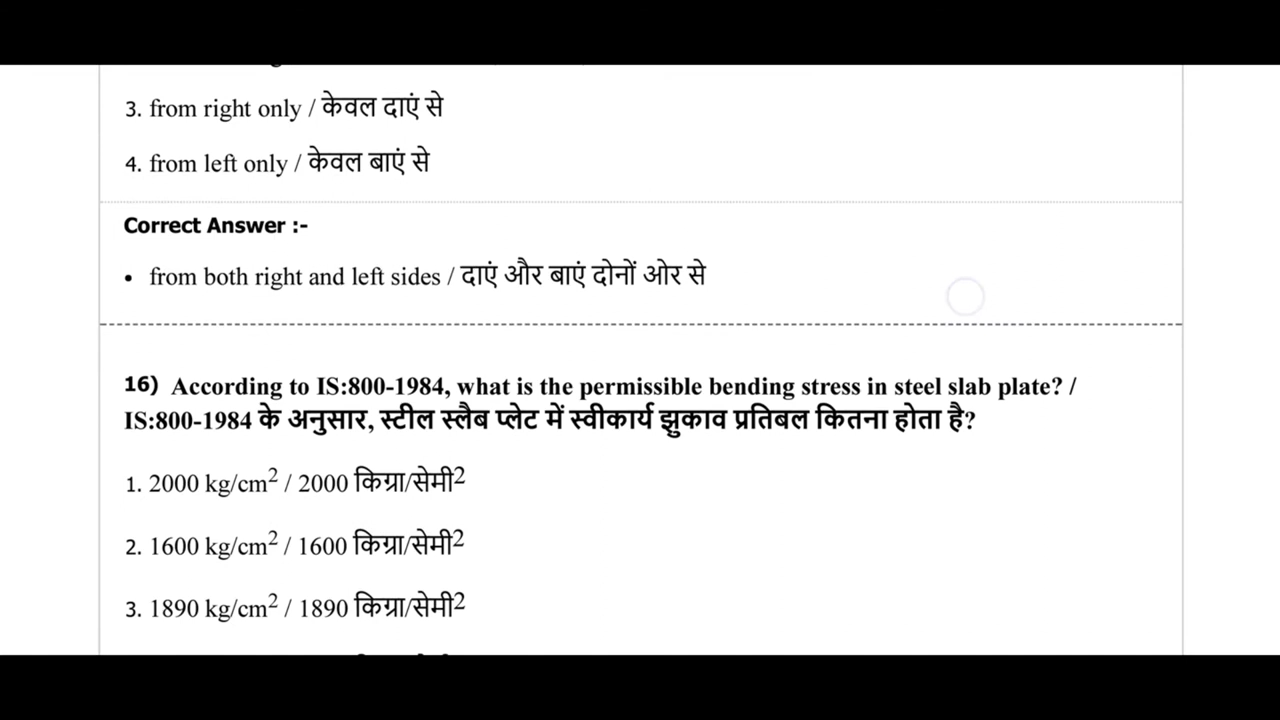 3. from right only / केवल दाएं से
4. from left only / केवल बाएं से
Correct Answer :-
• from both right and left sides / दाएं और बाएं दोनों ओर से
16) According to IS:800-1984, what is the permissible bending stress in steel slab plate? /
IS:800-1984 के अनुसार, स्टील स्लैब प्लेट में स्वीकार्य झुकाव प्रतिबल कितना होता है?
1. 2000 kg/cm² / 2000 किग्रा/सेमी²
2. 1600 kg/cm² / 1600 किग्रा/सेमी²
3. 1890 kg/cm² / 1890 किग्रा/सेमी²